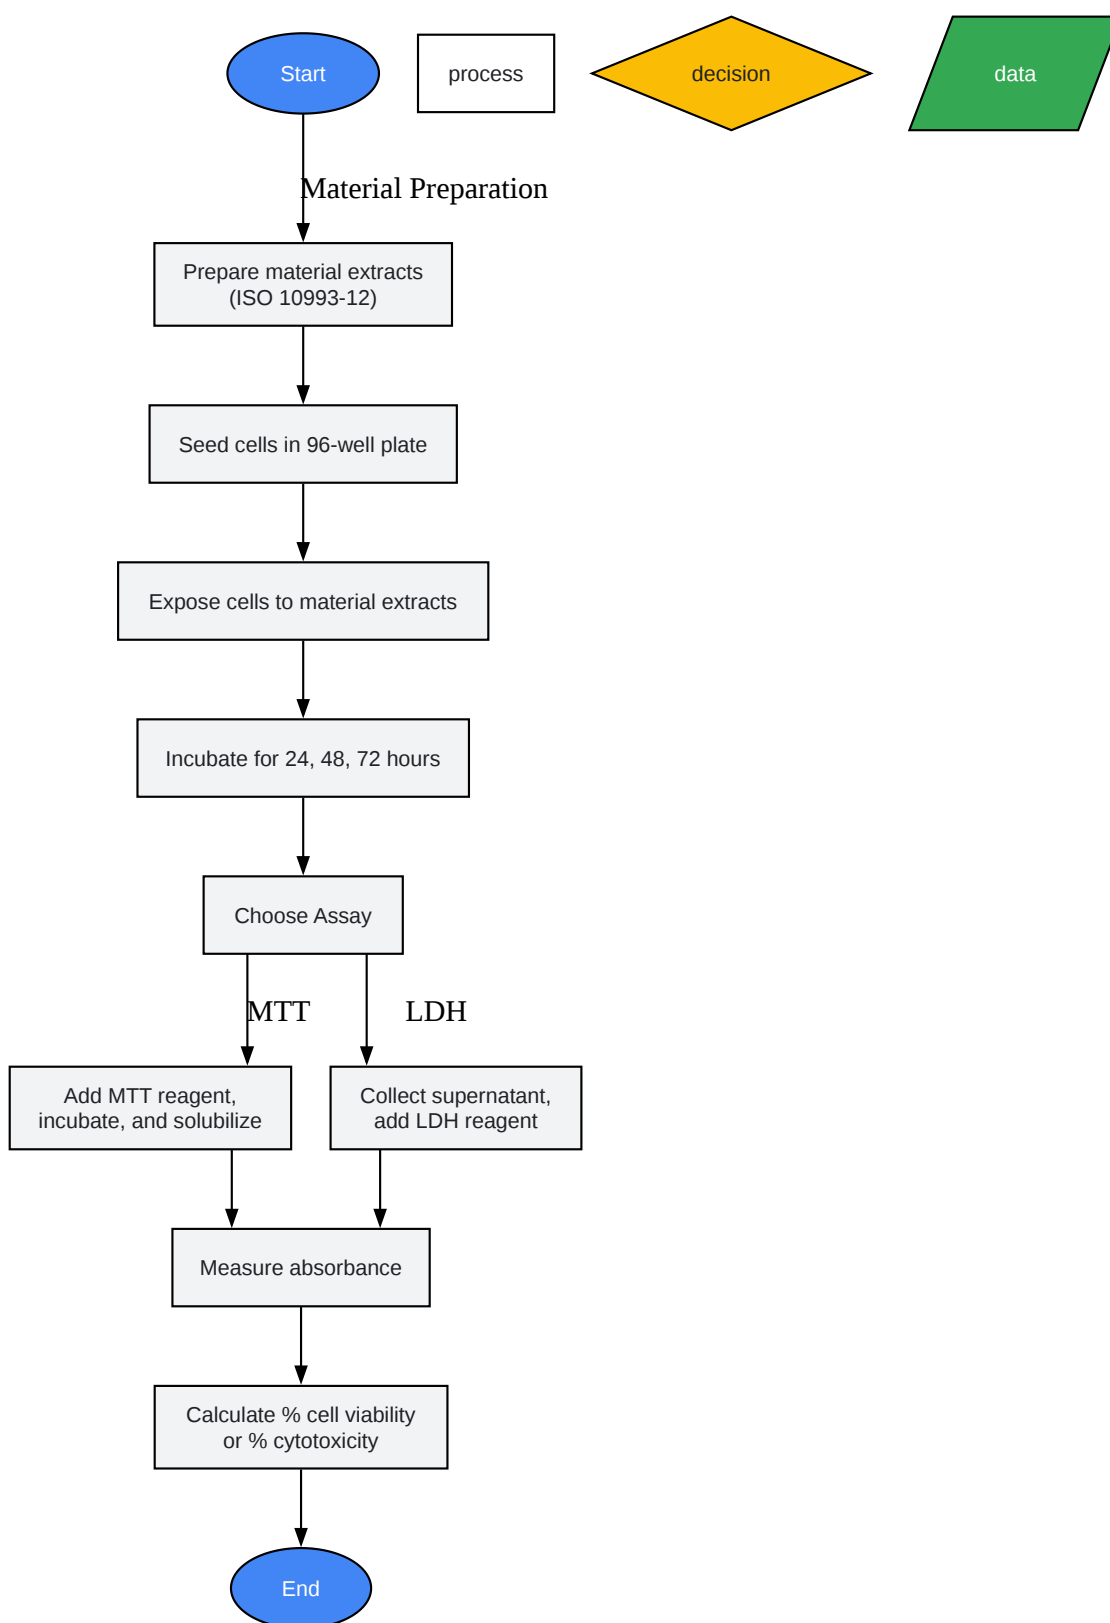 Start
process
decision
data
Material Preparation
Prepare material extracts
(ISO 10993-12)
Seed cells in 96-well plate
Expose cells to material extracts
Incubate for 24, 48, 72 hours
Choose Assay
MTT
LDH
Add MTT reagent,
incubate, and solubilize
Collect supernatant,
add LDH reagent
Measure absorbance
Calculate % cell viability
or % cytotoxicity
End